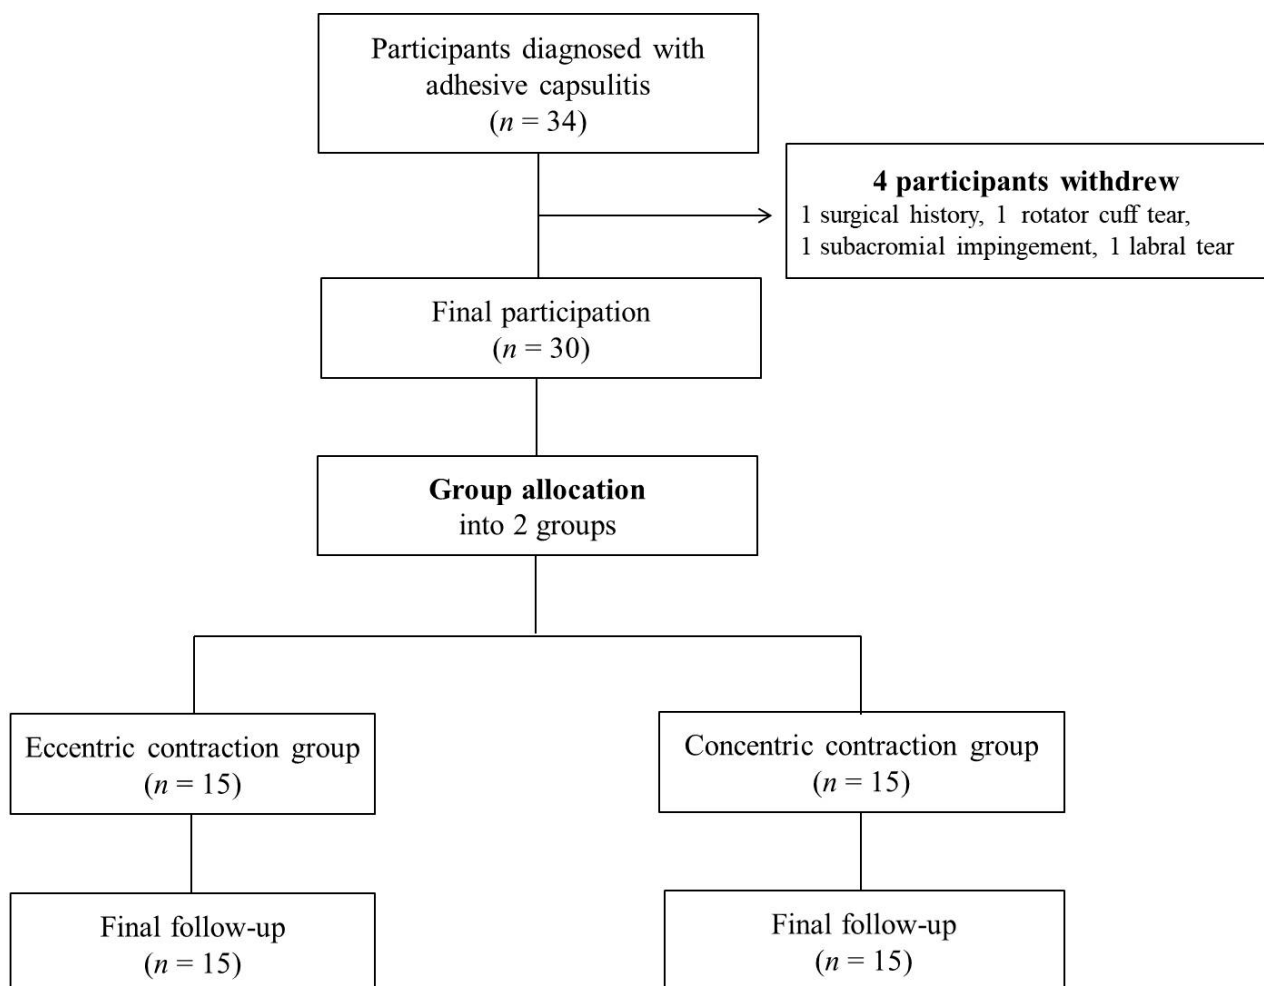 Participants diagnosed with
adhesive capsulitis
(n = 34)
4 participants withdrew
1 surgical history, 1 rotator cuff tear,
1 subacromial impingement, 1 labral tear
Final participation
(n = 30)
Group allocation
into 2 groups
Eccentric contraction group
(n = 15)
Concentric contraction group
(n = 15)
Final follow-up
(n = 15)
Final follow-up
(n = 15)